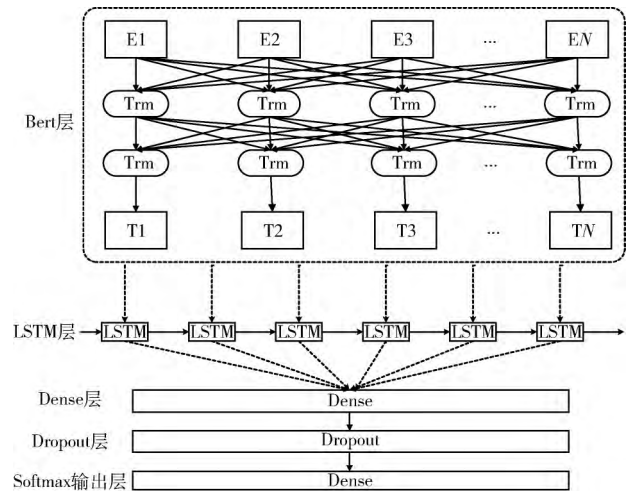 E1 E2 E3 ... EN
Trm Trm Trm ... Trm
Bert层
Trm Trm Trm ... Trm
T1 T2 T3 ... TN
LSTM层 LSTM LSTM LSTM LSTM LSTM LSTM
Dense层 Dense
Dropout层 Dropout
Softmax输出层 Dense